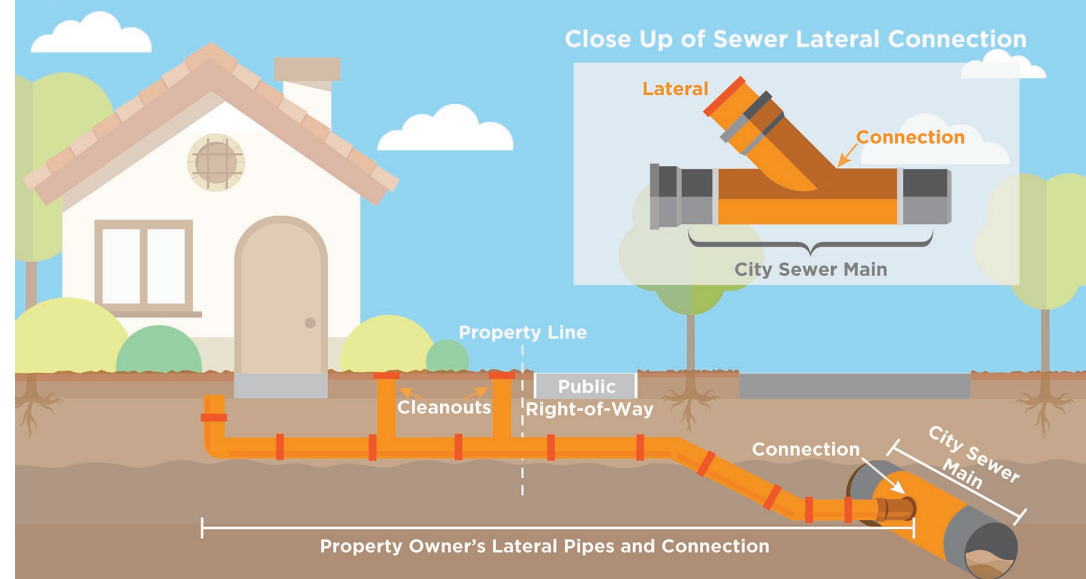 Close Up of Sewer Lateral Connection
Lateral
Connection
City Sewer Main
Property Line
Cleanouts
Public
Right-of-Way
Connection
City Sewer
Main
Property Owner's Lateral Pipes and Connection